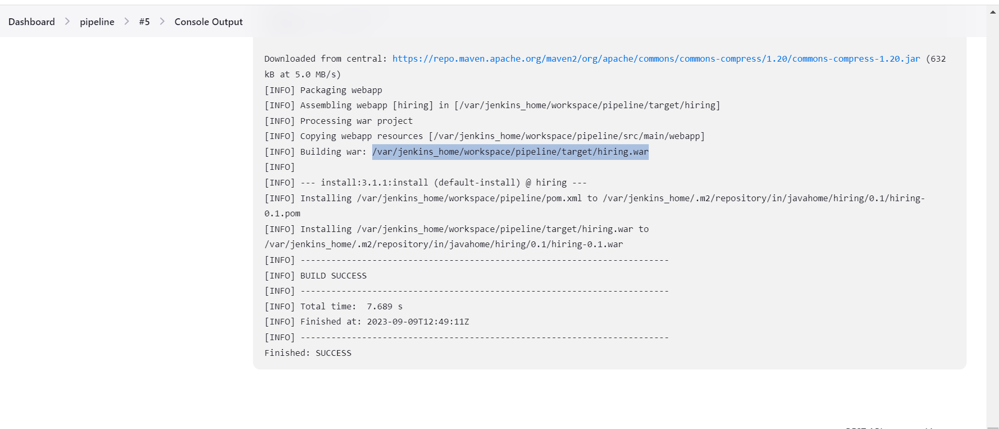 Dashboard > pipeline > #5 > Console Output
Downloaded from central: https://repo.maven.apache.org/maven2/org/apache/commons/commons-compress/1.20/commons-compress-1.20.jar (632
kB at 5.0 MB/s)
[INFO] Packaging webapp
[INFO] Assembling webapp [hiring] in [/var/jenkins_home/workspace/pipeline/target/hiring]
[INFO] Processing war project
[INFO] Copying webapp resources [/var/jenkins_home/workspace/pipeline/src/main/webapp]
[INFO] Building war: /var/jenkins_home/workspace/pipeline/target/hiring.war
[INFO]
[INFO] --- install:3.1.1:install (default-install) @ hiring ---
[INFO] Installing /var/jenkins_home/workspace/pipeline/pom.xml to /var/jenkins_home/.m2/repository/in/javahome/hiring/0.1/hiring-
0.1.pom
[INFO] Installing /var/jenkins_home/workspace/pipeline/target/hiring.war to
/var/jenkins_home/.m2/repository/in/javahome/hiring/0.1/hiring-0.1.war
[INFO] ------------------------------------------------------------------------
[INFO] BUILD SUCCESS
[INFO] ------------------------------------------------------------------------
[INFO] Total time:  7.689 s
[INFO] Finished at: 2023-09-09T12:49:11Z
[INFO] ------------------------------------------------------------------------
Finished: SUCCESS